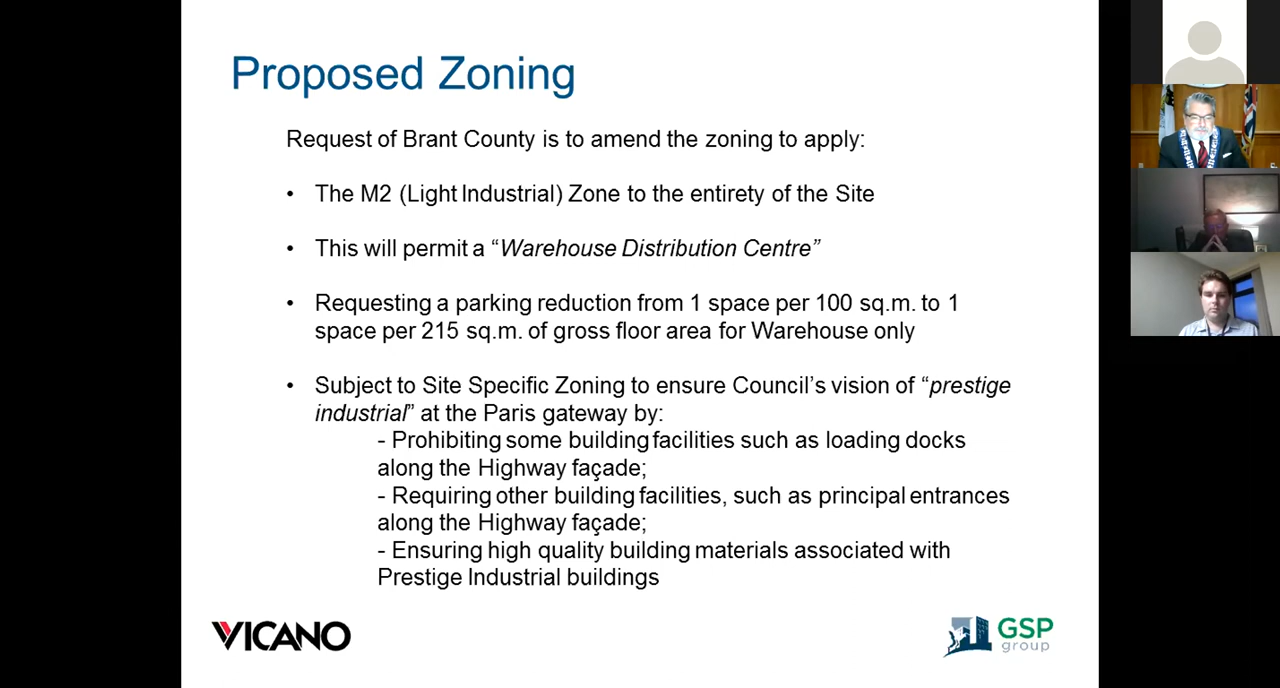 Proposed Zoning
Request of Brant County is to amend the zoning to apply:
• The M2 (Light Industrial) Zone to the entirety of the Site
• This will permit a “Warehouse Distribution Centre”
• Requesting a parking reduction from 1 space per 100 sq.m. to 1
space per 215 sq.m. of gross floor area for Warehouse only
• Subject to Site Specific Zoning to ensure Council’s vision of “prestige
industrial” at the Paris gateway by:
- Prohibiting some building facilities such as loading docks
along the Highway façade;
- Requiring other building facilities, such as principal entrances
along the Highway façade;
- Ensuring high quality building materials associated with
Prestige Industrial buildings
VICANO
GSP
group